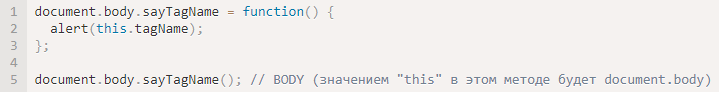 1 document.body.sayTagName = function() {
2   alert(this.tagName);
3 };
4
5 document.body.sayTagName(); // BODY (значением "this" в этом методе будет document.body)